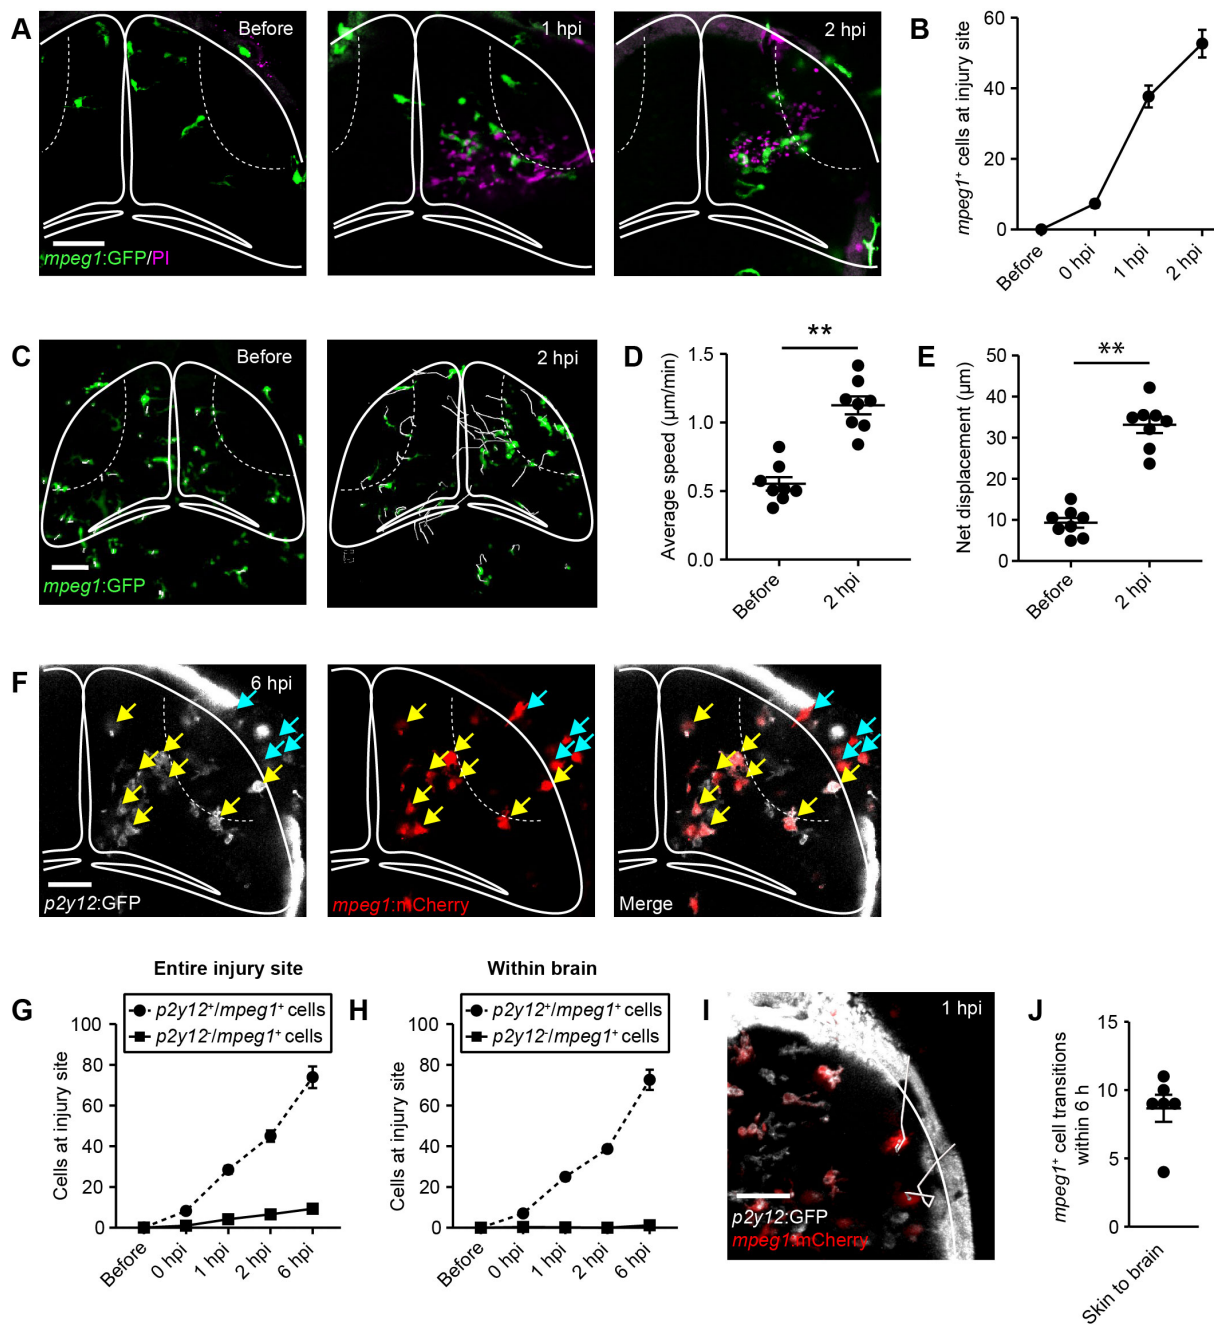 A
Before
mpeg1:GFP/PI
1 hpi
2 hpi
B
mpeg1⁺ cells at injury site
60
40
20
0
Before
0 hpi
1 hpi
2 hpi
C
Before
mpeg1:GFP
2 hpi
D
**
Average speed (μm/min)
1.5
1.0
0.5
0.0
Before
2 hpi
E
**
Net displacement (μm)
50
40
30
20
10
0
Before
2 hpi
F
6 hpi
p2y12:GFP
mpeg1:mCherry
Merge
G
Entire injury site
p2y12⁺/mpeg1⁺ cells
p2y12⁻/mpeg1⁺ cells
Cells at injury site
100
80
60
40
20
0
Before
0 hpi
1 hpi
2 hpi
6 hpi
H
Within brain
p2y12⁺/mpeg1⁺ cells
p2y12⁻/mpeg1⁺ cells
Cells at injury site
100
80
60
40
20
0
Before
0 hpi
1 hpi
2 hpi
6 hpi
I
1 hpi
p2y12:GFP
mpeg1:mCherry
J
mpeg1⁺ cell transitions
within 6 h
15
10
5
0
Skin to brain